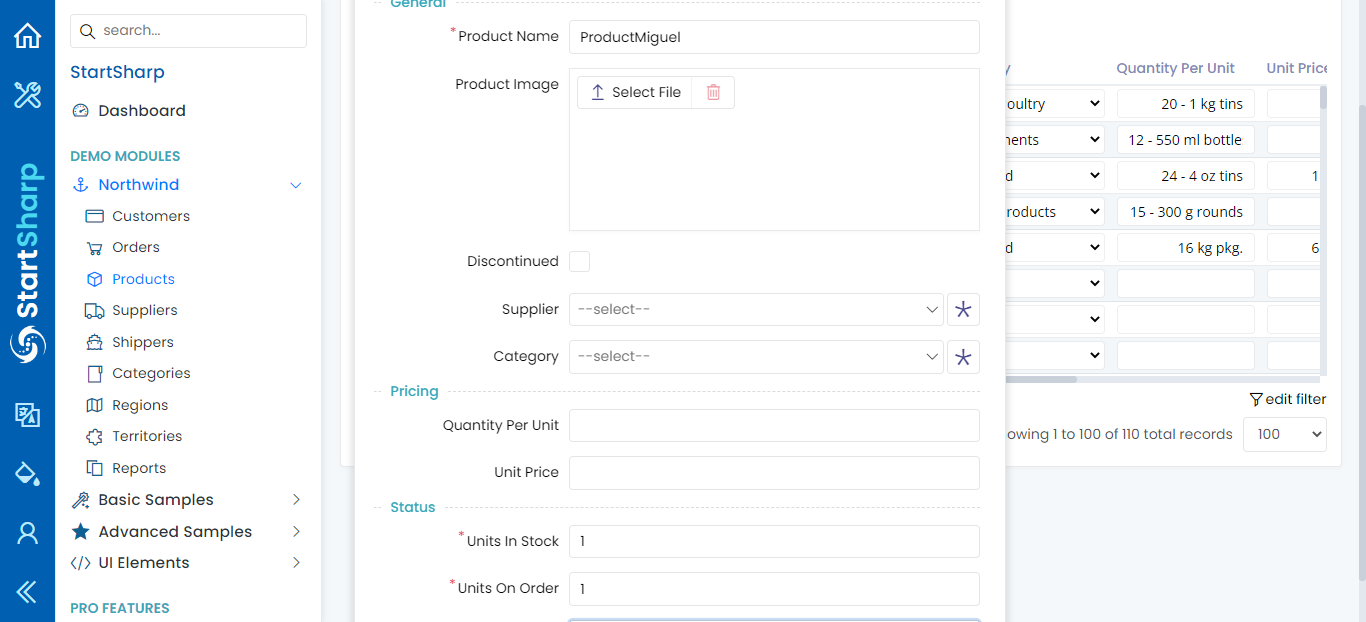 search...
StartSharp
Dashboard
DEMO MODULES
Northwind
Customers
Orders
Products
Suppliers
Shippers
Categories
Regions
Territories
Reports
Basic Samples
Advanced Samples
UI Elements
PRO FEATURES
StartSharp
General
*Product Name ProductMiguel
Product Image Select File
Discontinued
Supplier --select--
Category --select--
Pricing
Quantity Per Unit
Unit Price
Status
*Units In Stock 1
*Units On Order 1
Quantity Per Unit Unit Price
oultry 20 - 1 kg tins
nents 12 - 550 ml bottle
d 24 - 4 oz tins 1
roducts 15 - 300 g rounds
d 16 kg pkg. 6
edit filter
owing 1 to 100 of 110 total records 100